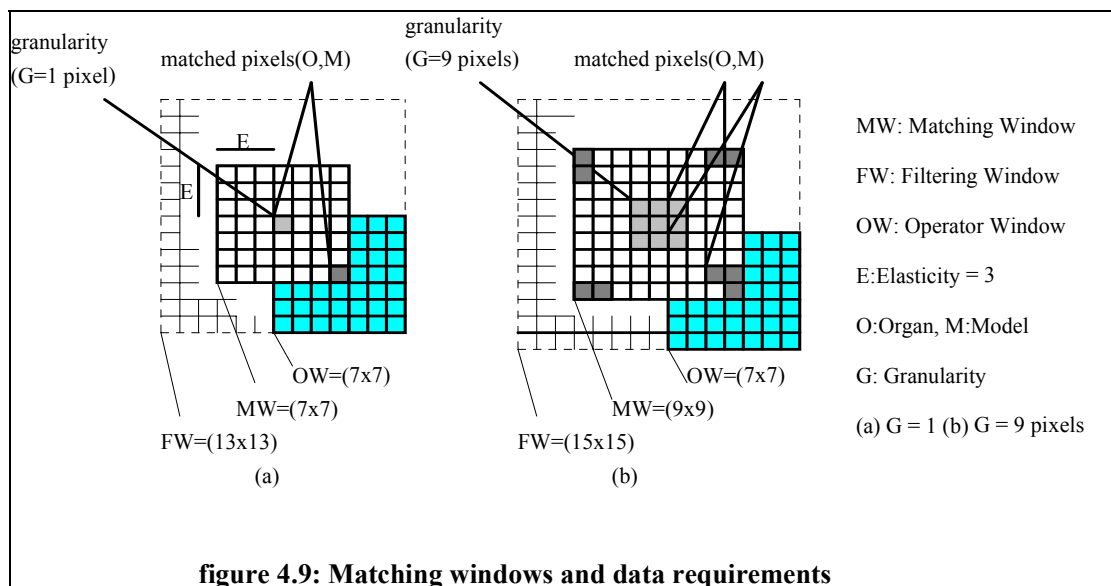 granularity
(G=1 pixel)
matched pixels(O,M)
E
E
OW=(7x7)
MW=(7x7)
FW=(13x13)
(a)
granularity
(G=9 pixels)
matched pixels(O,M)
OW=(7x7)
MW=(9x9)
FW=(15x15)
(b)
MW: Matching Window
FW: Filtering Window
OW: Operator Window
E:Elasticity = 3
O:Organ, M:Model
G: Granularity
(a) G = 1 (b) G = 9 pixels
figure 4.9: Matching windows and data requirements